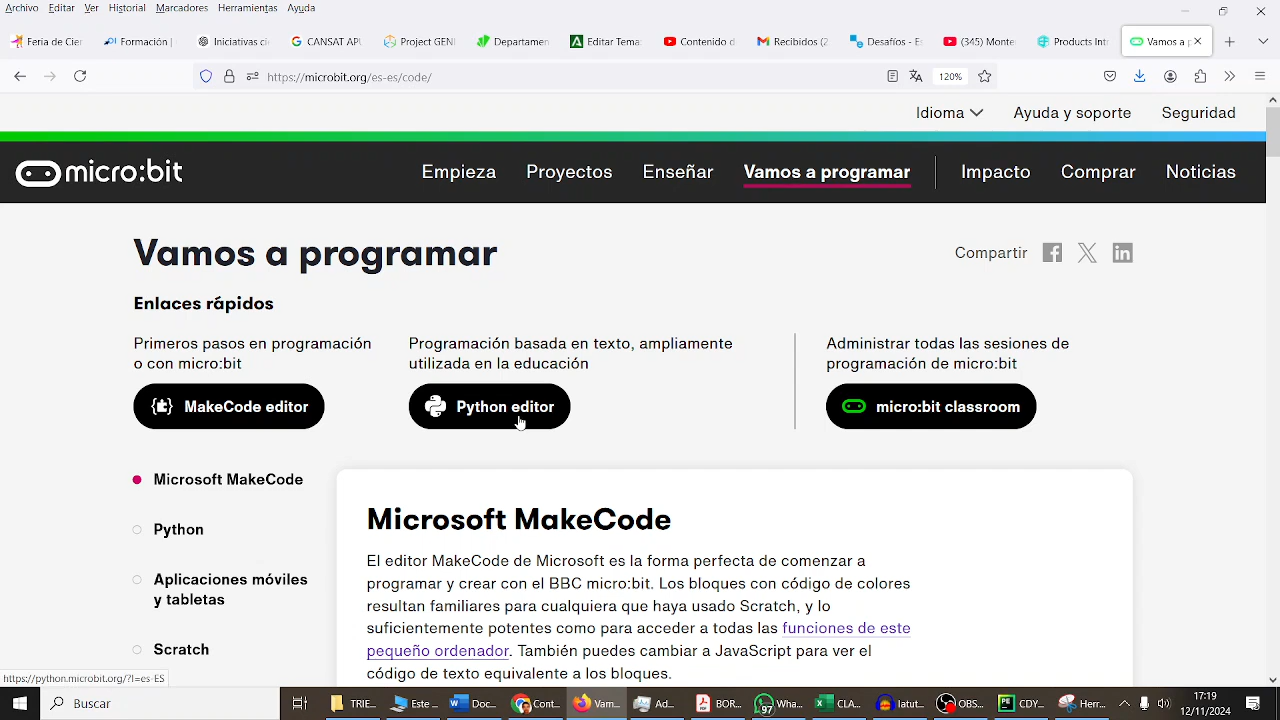 Archivo Editar Ver Historial Marcadores Herramientas Ayuda
Feria de Cier
Formación |
Iniciativas cie
CANSAT APL
Project GENI
Departamen
Editar Tema
Contenido d
Recibidos (2
Desafíos - Es
(345) Monte
Products Inte
Vamos a p
https://microbit.org/es-es/code/
120%
Idioma
Ayuda y soporte
Seguridad
micro:bit
Empieza
Proyectos
Enseñar
Vamos a programar
Impacto
Comprar
Noticias
Vamos a programar
Compartir
Enlaces rápidos
Primeros pasos en programación
o con micro:bit
MakeCode editor
Programación basada en texto, ampliamente
utilizada en la educación
Python editor
Administrar todas las sesiones de
programación de micro:bit
micro:bit classroom
Microsoft MakeCode
Python
Aplicaciones móviles
y tabletas
Scratch
Microsoft MakeCode
El editor MakeCode de Microsoft es la forma perfecta de comenzar a
programar y crear con el BBC micro:bit. Los bloques con código de colores
resultan familiares para cualquiera que haya usado Scratch, y lo
suficientemente potentes como para acceder a todas las funciones de este
pequeño ordenador. También puedes cambiar a JavaScript para ver el
código de texto equivalente a los bloques.
https://python.microbit.org/?l=es-ES
Buscar
TRIE...
Este ...
Doc...
Cont...
Vam...
Ad...
BOR...
97
Wha...
CLA...
latut...
OBS...
CDY...
Herr...
17:19
12/11/2024